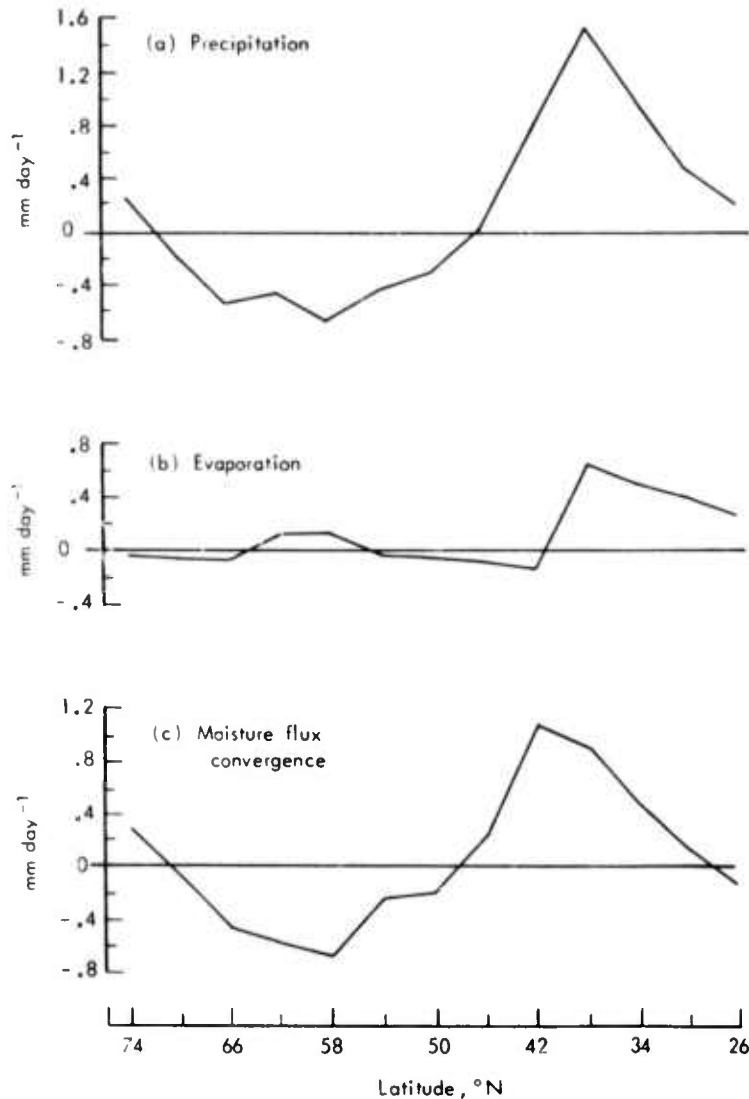 1.6
(a) Precipitation
1.2
.8
mm day⁻¹
.4
0
-.4
-.8
.8
(b) Evaporation
.4
mm day⁻¹
0
-.4
1.2
(c) Moisture flux
convergence
.8
mm day⁻¹
.4
0
-.4
-.8
74 66 58 50 42 34 26
Latitude, °N